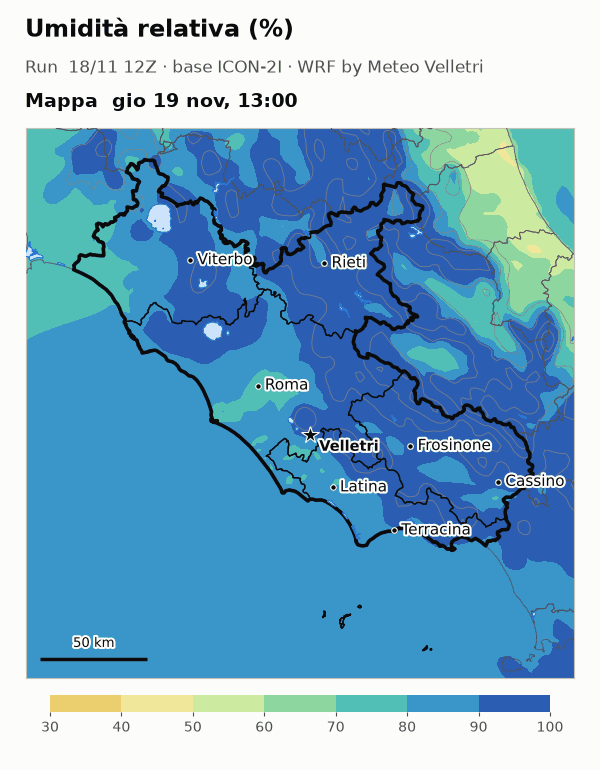 Umidità relativa (%)
Run  18/11 12Z · base ICON-2I · WRF by Meteo Velletri
Mappa  gio 19 nov, 13:00
Viterbo
Rieti
Roma
Velletri
Frosinone
Cassino
Latina
Terracina
50 km
30 40 50 60 70 80 90 100